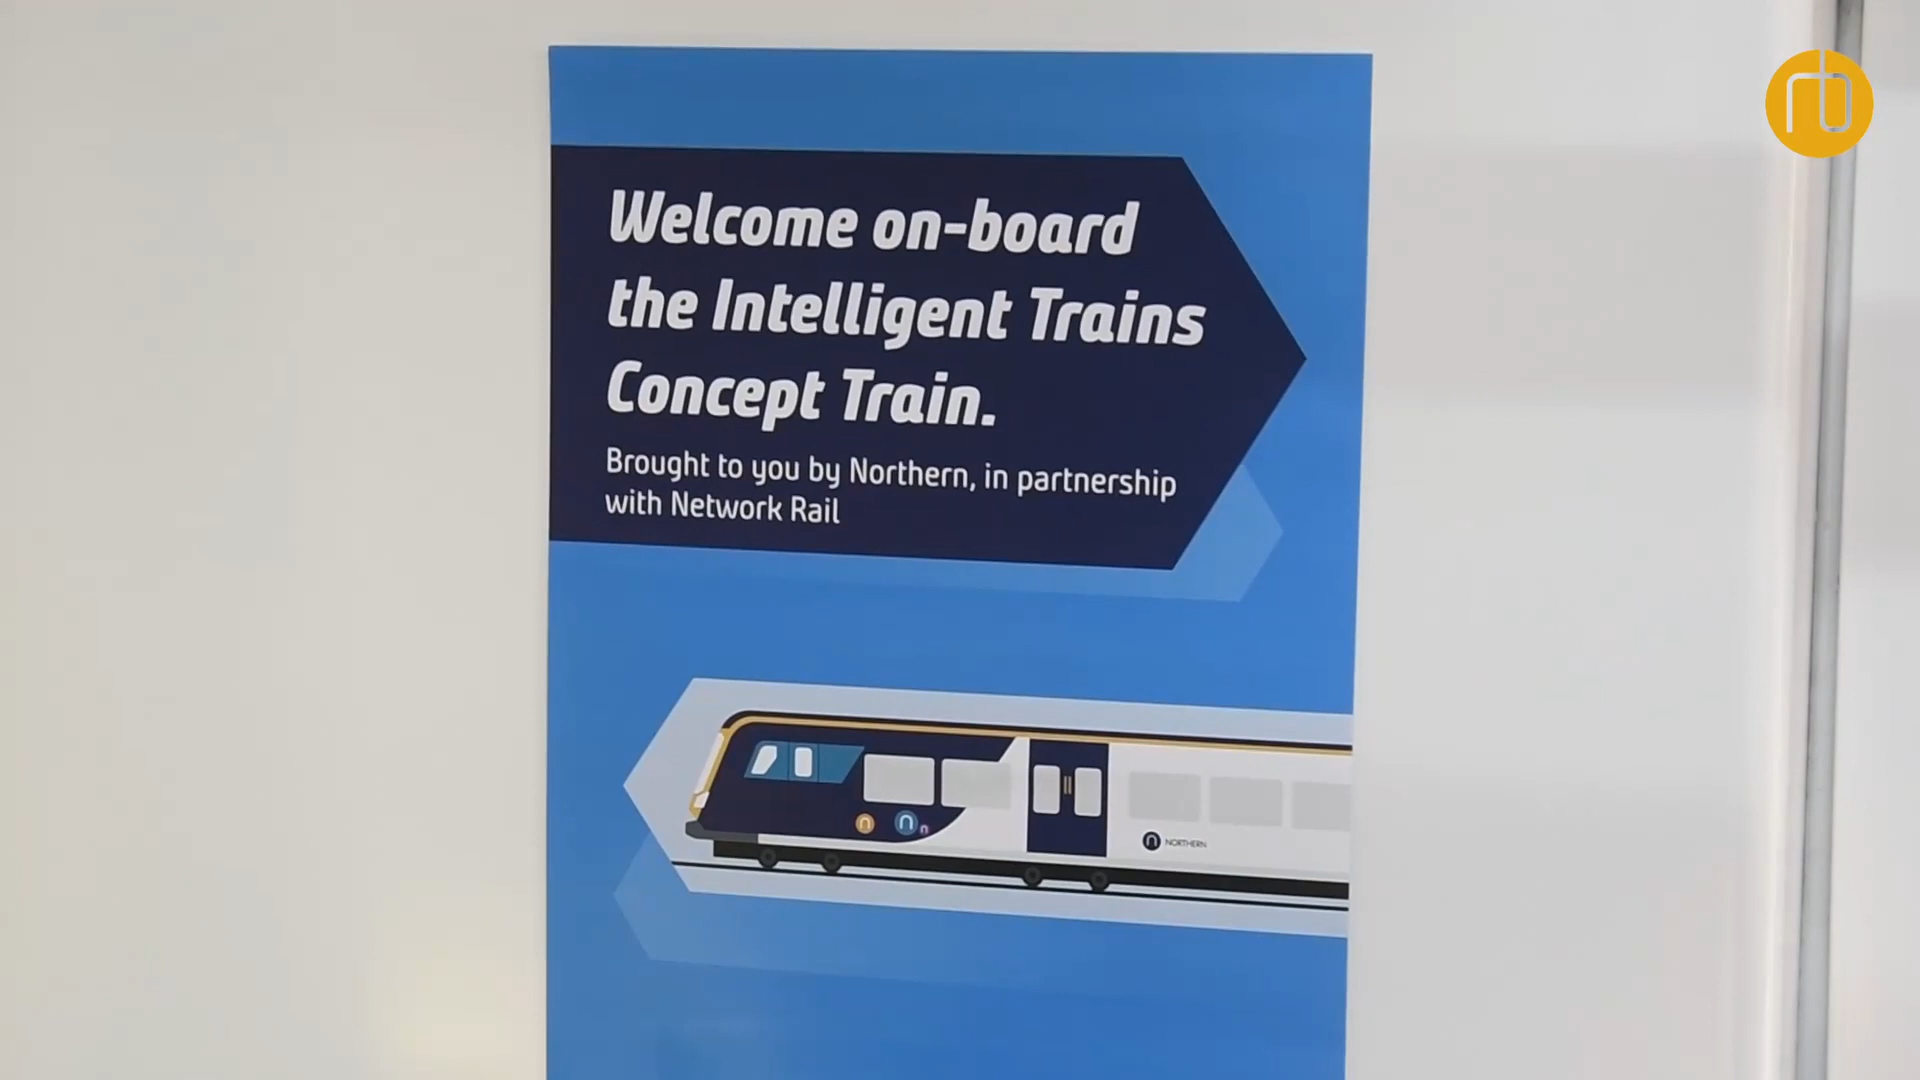 Welcome on-board
the Intelligent Trains
Concept Train.
Brought to you by Northern, in partnership
with Network Rail
n
n
n
n NORTHERN